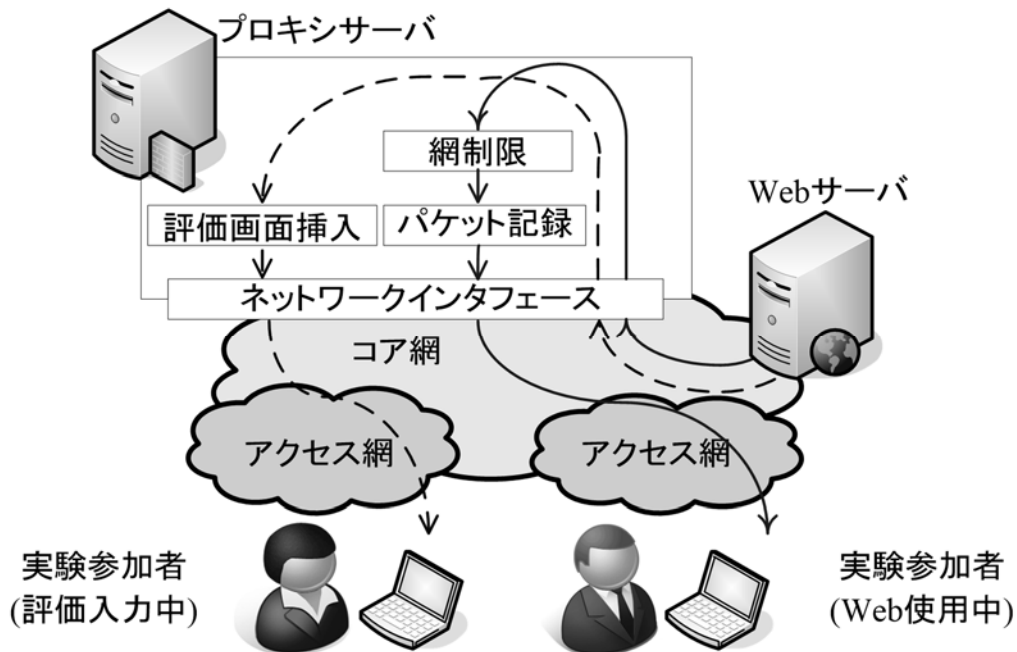 プロキシサーバ
網制限
Webサーバ
評価画面挿入
パケット記録
ネットワークインタフェース
コア網
アクセス網
アクセス網
実験参加者
(評価入力中)
実験参加者
(Web使用中)